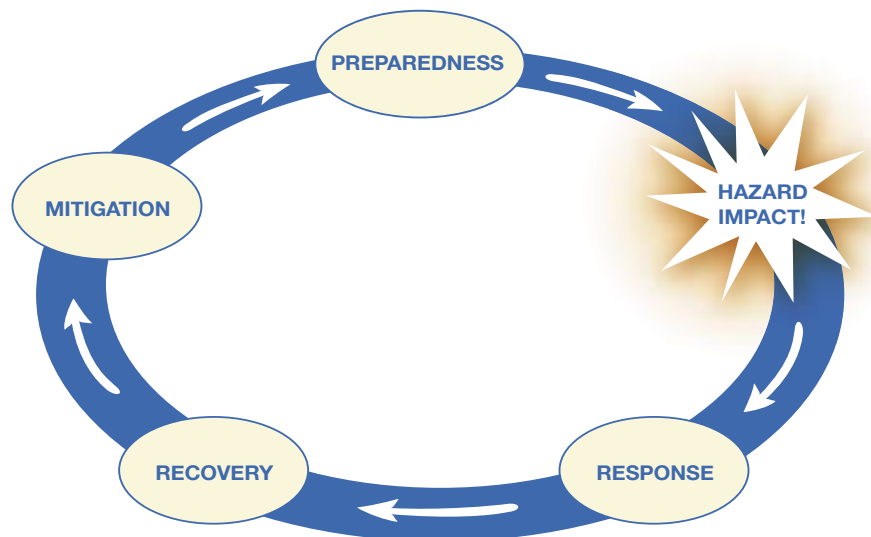 PREPAREDNESS
HAZARD
IMPACT!
MITIGATION
RECOVERY
RESPONSE